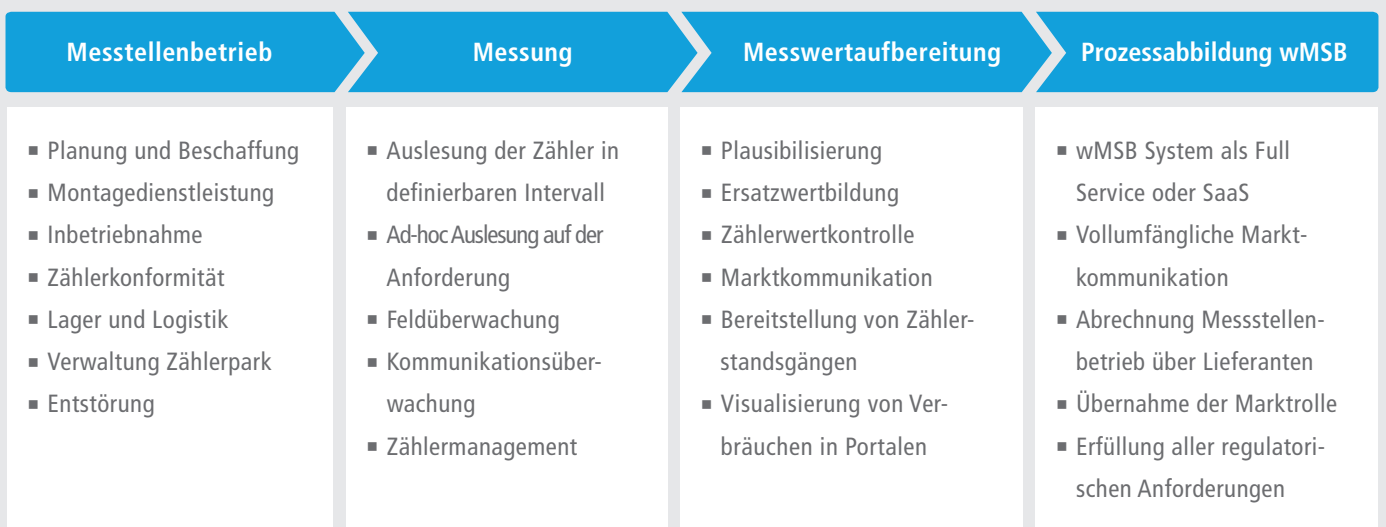 Messtellenbetrieb
Messung
Messwertaufbereitung
Prozessabbildung wMSB
▪ Planung und Beschaffung
▪ Montagedienstleistung
▪ Inbetriebnahme
▪ Zählerkonformität
▪ Lager und Logistik
▪ Verwaltung Zählerpark
▪ Entstörung
▪ Auslesung der Zähler in
definierbaren Intervall
▪ Ad-hoc Auslesung auf der
Anforderung
▪ Feldüberwachung
▪ Kommunikationsüber-
wachung
▪ Zählermanagement
▪ Plausibilisierung
▪ Ersatzwertbildung
▪ Zählerwertkontrolle
▪ Marktkommunikation
▪ Bereitstellung von Zähler-
standsgängen
▪ Visualisierung von Ver-
bräuchen in Portalen
▪ wMSB System als Full
Service oder SaaS
▪ Vollumfängliche Markt-
kommunikation
▪ Abrechnung Messstellen-
betrieb über Lieferanten
▪ Übernahme der Marktrolle
▪ Erfüllung aller regulatori-
schen Anforderungen